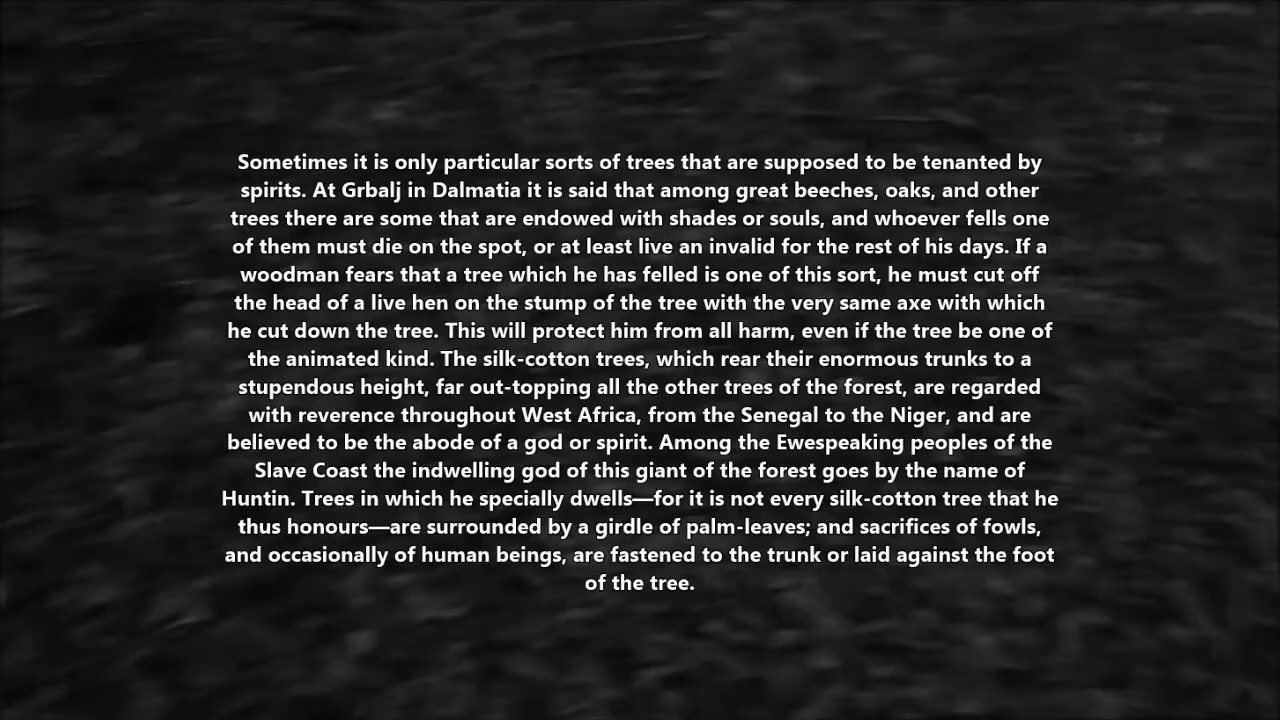 Sometimes it is only particular sorts of trees that are supposed to be tenanted by
spirits. At Grbalj in Dalmatia it is said that among great beeches, oaks, and other
trees there are some that are endowed with shades or souls, and whoever fells one
of them must die on the spot, or at least live an invalid for the rest of his days. If a
woodman fears that a tree which he has felled is one of this sort, he must cut off
the head of a live hen on the stump of the tree with the very same axe with which
he cut down the tree. This will protect him from all harm, even if the tree be one of
the animated kind. The silk-cotton trees, which rear their enormous trunks to a
stupendous height, far out-topping all the other trees of the forest, are regarded
with reverence throughout West Africa, from the Senegal to the Niger, and are
believed to be the abode of a god or spirit. Among the Ewespeaking peoples of the
Slave Coast the indwelling god of this giant of the forest goes by the name of
Huntin. Trees in which he specially dwells—for it is not every silk-cotton tree that he
thus honours—are surrounded by a girdle of palm-leaves; and sacrifices of fowls,
and occasionally of human beings, are fastened to the trunk or laid against the foot
of the tree.